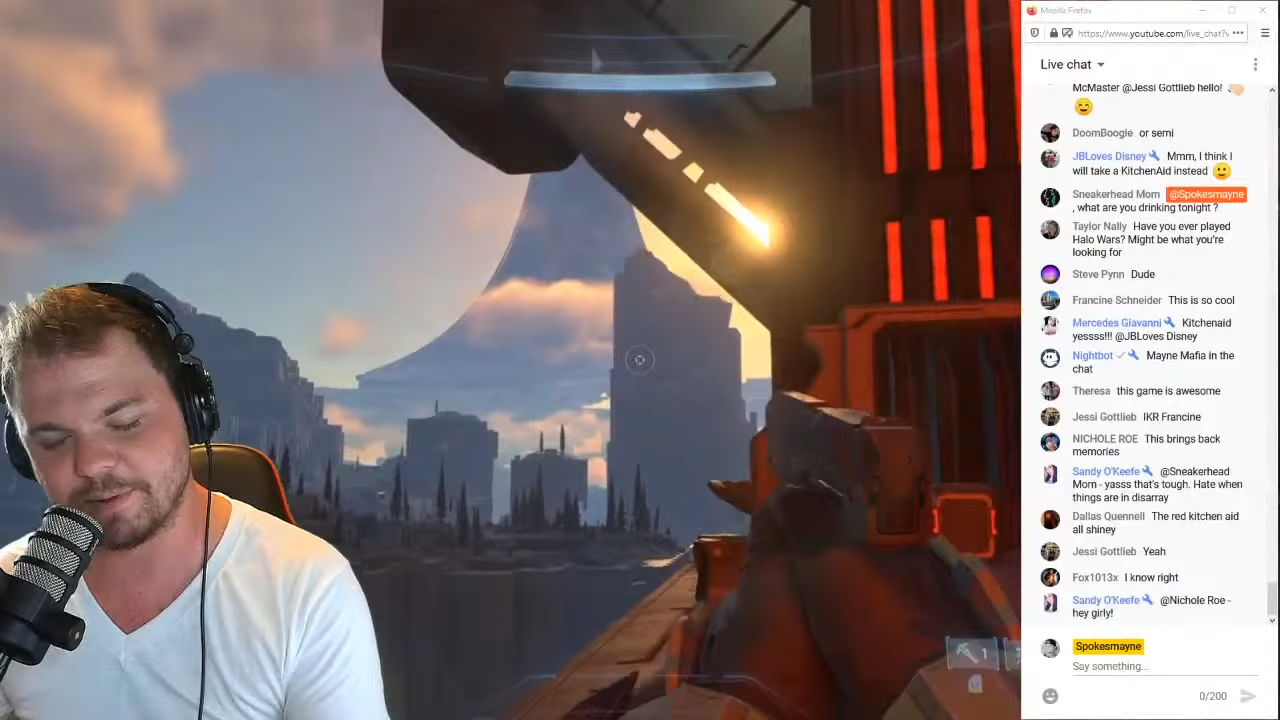 Mozilla Firefox
https://www.youtube.com/live_chat?v
Live chat
McMaster @Jessi Gottlieb hello!
DoomBoogie or semi
JBLoves Disney Mmm, I think I
will take a KitchenAid instead
Sneakerhead Mom @Spokesmayne
, what are you drinking tonight ?
Taylor Nally Have you ever played
Halo Wars? Might be what you're
looking for
Steve Pynn Dude
Francine Schneider This is so cool
Mercedes Giavanni Kitchenaid
yessss!!! @JBLoves Disney
Nightbot Mayne Mafia in the
chat
Theresa this game is awesome
Jessi Gottlieb IKR Francine
NICHOLE ROE This brings back
memories
Sandy O'Keefe @Sneakerhead
Mom - yasss that's tough. Hate when
things are in disarray
Dallas Quennell The red kitchen aid
all shiney
Jessi Gottlieb Yeah
Fox1013x I know right
Sandy O'Keefe @Nichole Roe -
hey girly!
Spokesmayne
Say something...
0/200
1